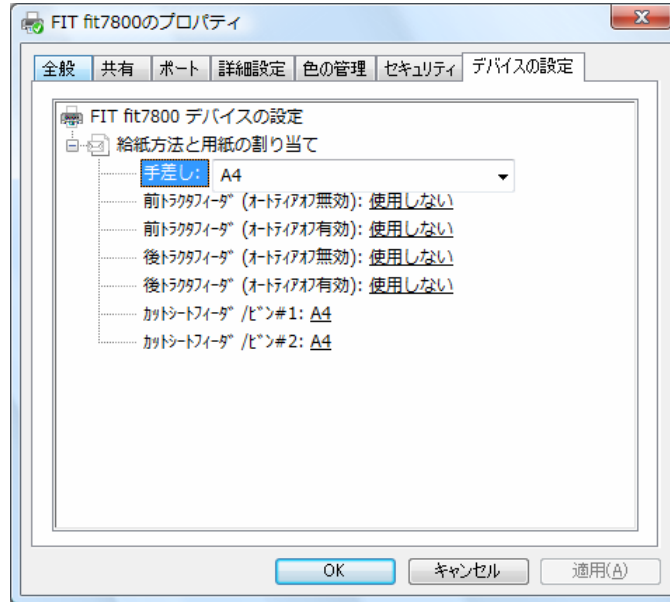 FIT fit7800のプロパティ
全般 共有 ポート 詳細設定 色の管理 セキュリティ デバイスの設定
FIT fit7800 デバイスの設定
給紙方法と用紙の割り当て
手差し: A4
前ﾄﾗｸﾀﾌｨｰﾀﾞ (ｵｰﾄﾃｨｱｵﾌ無効): 使用しない
前ﾄﾗｸﾀﾌｨｰﾀﾞ (ｵｰﾄﾃｨｱｵﾌ有効): 使用しない
後ﾄﾗｸﾀﾌｨｰﾀﾞ (ｵｰﾄﾃｨｱｵﾌ無効): 使用しない
後ﾄﾗｸﾀﾌｨｰﾀﾞ (ｵｰﾄﾃｨｱｵﾌ有効): 使用しない
ｶｯﾄｼｰﾄﾌｨｰﾀﾞ /ﾋﾞﾝ#1: A4
ｶｯﾄｼｰﾄﾌｨｰﾀﾞ /ﾋﾞﾝ#2: A4
OK キャンセル 適用(A)